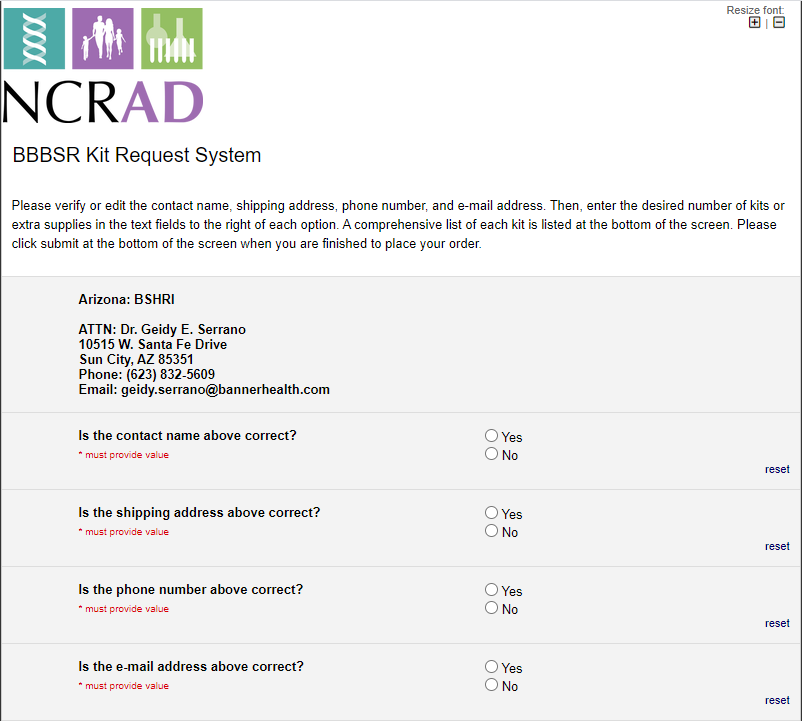 Resize font:
|
NCRAD
BBBSR Kit Request System
Please verify or edit the contact name, shipping address, phone number, and e-mail address. Then, enter the desired number of kits or
extra supplies in the text fields to the right of each option. A comprehensive list of each kit is listed at the bottom of the screen. Please
click submit at the bottom of the screen when you are finished to place your order.
Arizona: BSHRI
ATTN: Dr. Geidy E. Serrano
10515 W. Santa Fe Drive
Sun City, AZ 85351
Phone: (623) 832-5609
Email: geidy.serrano@bannerhealth.com
Is the contact name above correct?
* must provide value
Yes
No
reset
Is the shipping address above correct?
* must provide value
Yes
No
reset
Is the phone number above correct?
* must provide value
Yes
No
reset
Is the e-mail address above correct?
* must provide value
Yes
No
reset